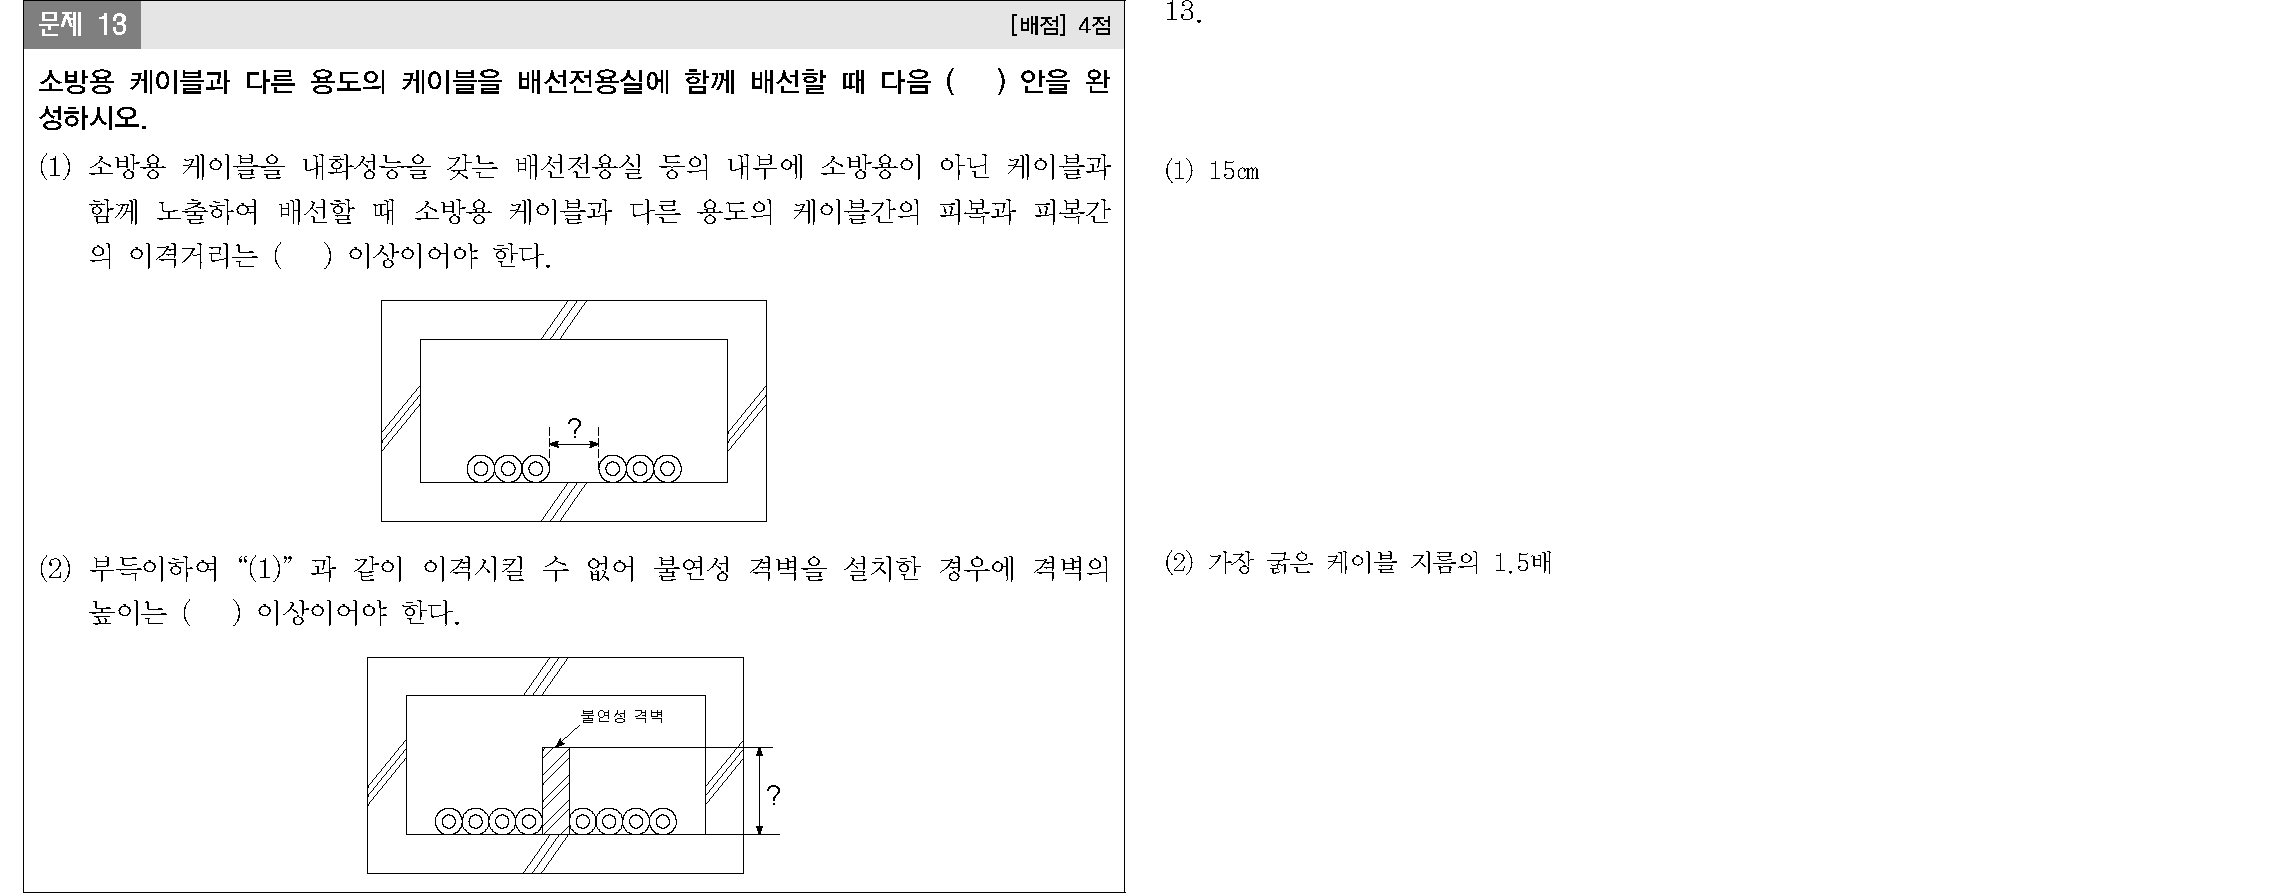 문제 13
[배점] 4점
소방용 케이블과 다른 용도의 케이블을 배선전용실에 함께 배선할 때 다음 (   ) 안을 완
성하시오.
(1) 소방용 케이블을 내화성능을 갖는 배선전용실 등의 내부에 소방용이 아닌 케이블과
함께 노출하여 배선할 때 소방용 케이블과 다른 용도의 케이블간의 피복과 피복간
의 이격거리는 (   ) 이상이어야 한다.
?
(2) 부득이하여 “(1)” 과 같이 이격시킬 수 없어 불연성 격벽을 설치한 경우에 격벽의
높이는 (   ) 이상이어야 한다.
불연성 격벽
?
13.
(1) 15㎝
(2) 가장 굵은 케이블 지름의 1.5배